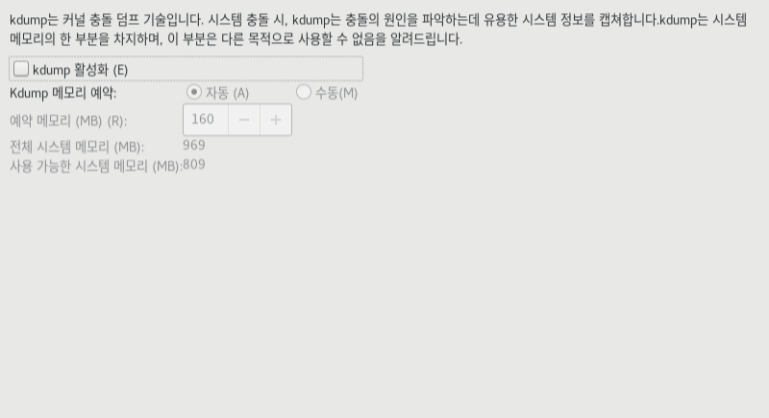 kdump는 커널 충돌 덤프 기술입니다. 시스템 충돌 시, kdump는 충돌의 원인을 파악하는데 유용한 시스템 정보를 캡쳐합니다.kdump는 시스템
메모리의 한 부분을 차지하며, 이 부분은 다른 목적으로 사용할 수 없음을 알려드립니다.
kdump 활성화 (E)
Kdump 메모리 예약: 자동 (A) 수동(M)
예약 메모리 (MB) (R): 160 − +
전체 시스템 메모리 (MB): 969
사용 가능한 시스템 메모리 (MB):809